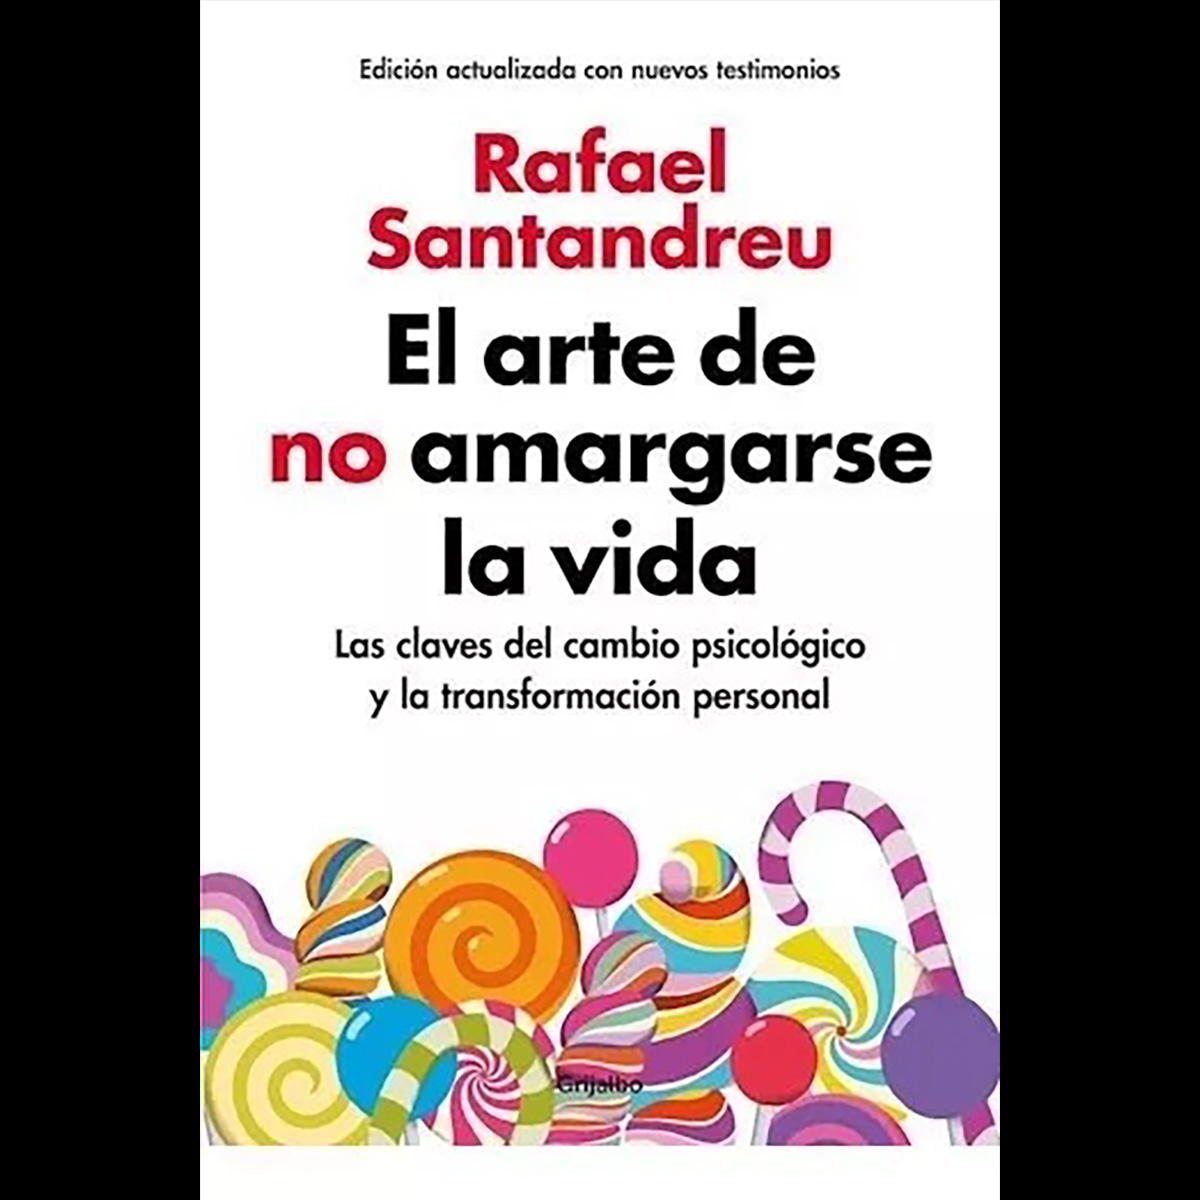 Edición actualizada con nuevos testimonios
Rafael
Santandreu
El arte de
no amargarse
la vida
Las claves del cambio psicológico
y la transformación personal
Grijalbo